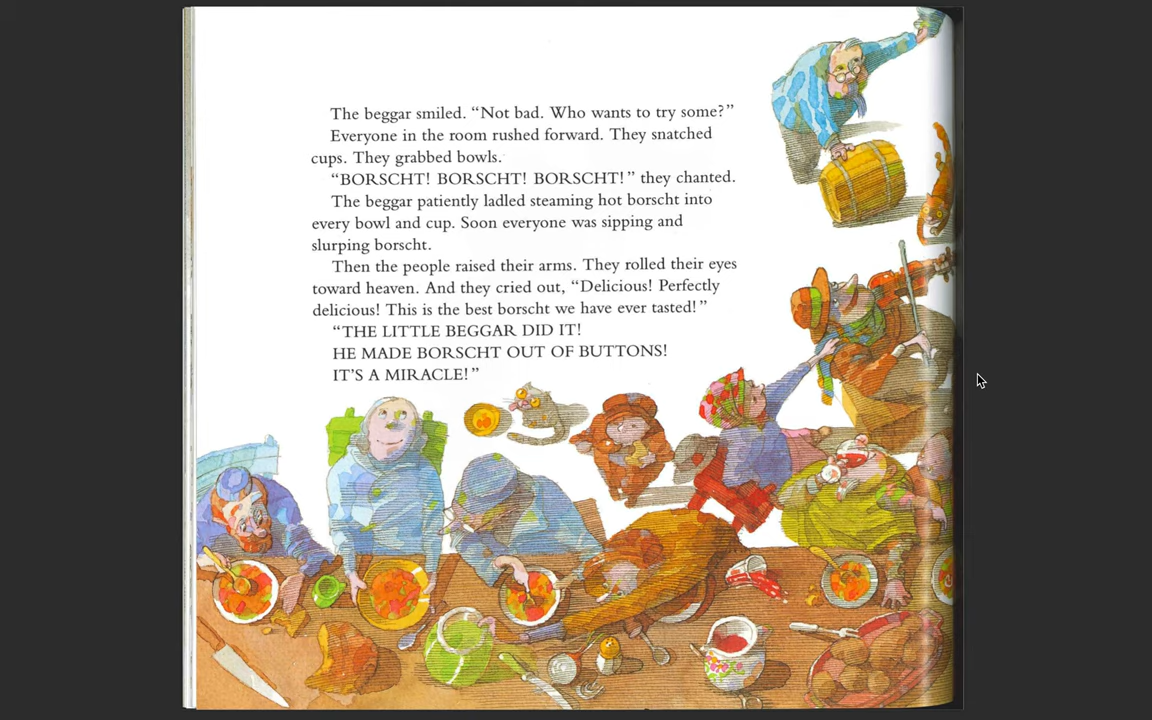 The beggar smiled. “Not bad. Who wants to try some?”
Everyone in the room rushed forward. They snatched
cups. They grabbed bowls.
“BORSCHT! BORSCHT! BORSCHT!” they chanted.
The beggar patiently ladled steaming hot borscht into
every bowl and cup. Soon everyone was sipping and
slurping borscht.
Then the people raised their arms. They rolled their eyes
toward heaven. And they cried out, “Delicious! Perfectly
delicious! This is the best borscht we have ever tasted!”
“THE LITTLE BEGGAR DID IT!
HE MADE BORSCHT OUT OF BUTTONS!
IT’S A MIRACLE!”